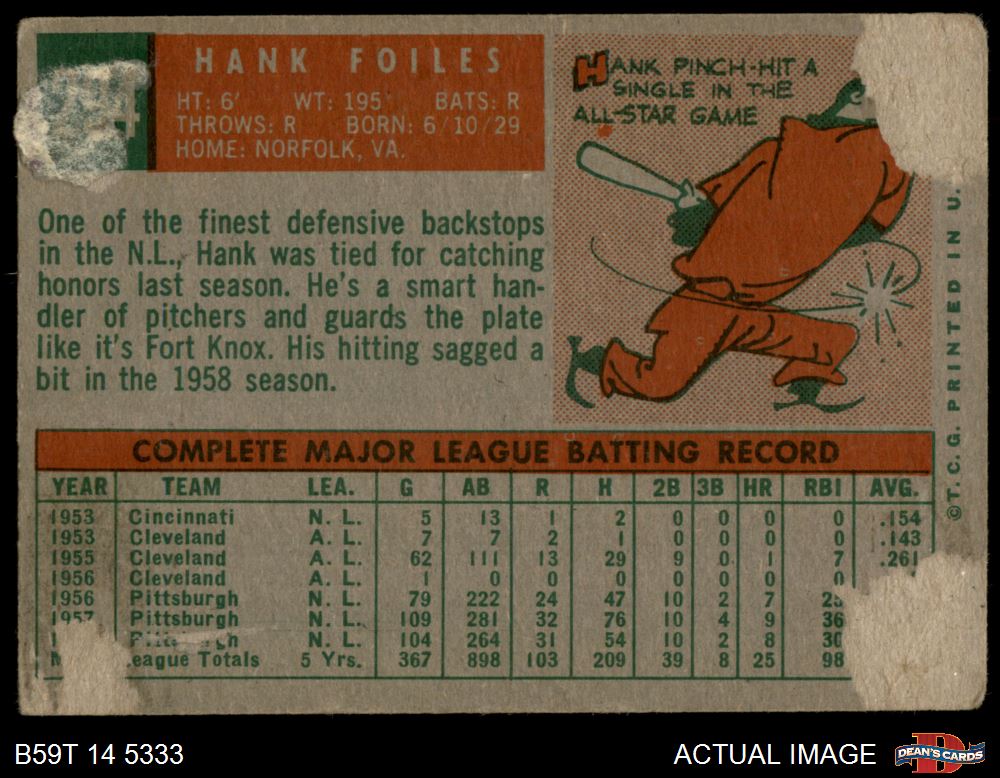 4
HANK FOILES
HT: 6' WT: 195 BATS: R
THROWS: R BORN: 6/10/29
HOME: NORFOLK, VA.
HANK PINCH-HIT A
SINGLE IN THE
ALL-STAR GAME
One of the finest defensive backstops
in the N.L., Hank was tied for catching
honors last season. He's a smart han-
dler of pitchers and guards the plate
like it's Fort Knox. His hitting sagged a
bit in the 1958 season.
COMPLETE MAJOR LEAGUE BATTING RECORD
YEAR TEAM LEA. G AB R H 2B 3B HR RBI AVG.
1953 Cincinnati N. L. 5 13 1 2 0 0 0 0 .154
1953 Cleveland A. L. 7 7 2 1 0 0 0 0 .143
1955 Cleveland A. L. 62 111 13 29 9 0 1 7 .261
1956 Cleveland A. L. 1 0 0 0 0 0 0 0
1956 Pittsburgh N. L. 79 222 24 47 10 2 7
1957 Pittsburgh N. L. 109 281 32 76 10 4 9 36
N. L. 104 264 31 54 10 2 8 30
League Totals 5 Yrs. 367 898 103 209 39 8 25 98
©T. C. G. PRINTED IN U.
B59T 14 5333
ACTUAL IMAGE
DEAN'S CARDS